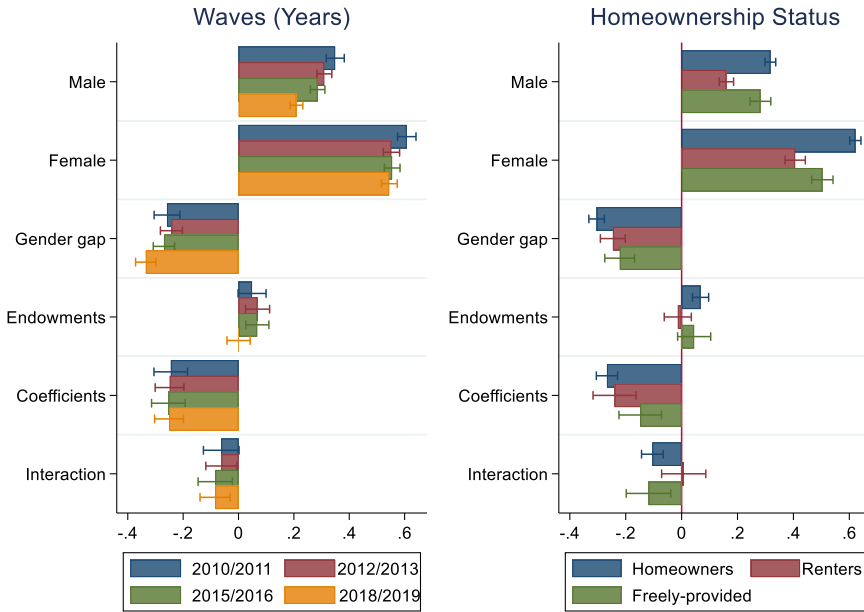 Waves (Years)
Male
Female
Gender gap
Endowments
Coefficients
Interaction
-.4 -.2 0 .2 .4 .6
2010/2011 2012/2013
2015/2016 2018/2019
Homeownership Status
Male
Female
Gender gap
Endowments
Coefficients
Interaction
-.4 -.2 0 .2 .4 .6
Homeowners Renters
Freely-provided